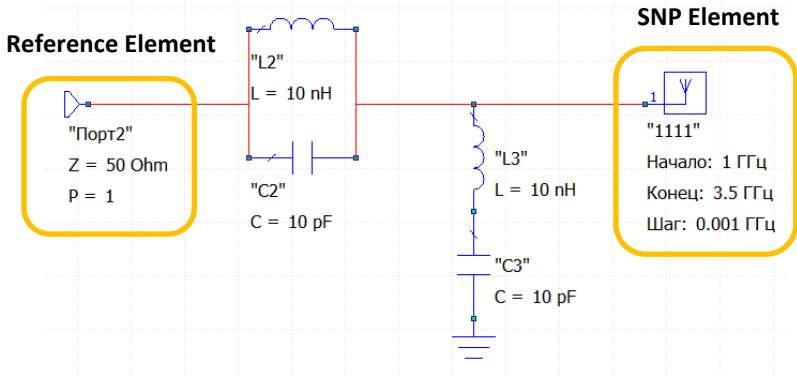 SNP Element
Reference Element
"L2"
L = 10 nH
1
"Порт2"
Z = 50 Ohm
P = 1
"1111"
Начало: 1 ГГц
Конец: 3.5 ГГц
Шаг: 0.001 ГГц
"L3"
L = 10 nH
"C2"
C = 10 pF
"C3"
C = 10 pF